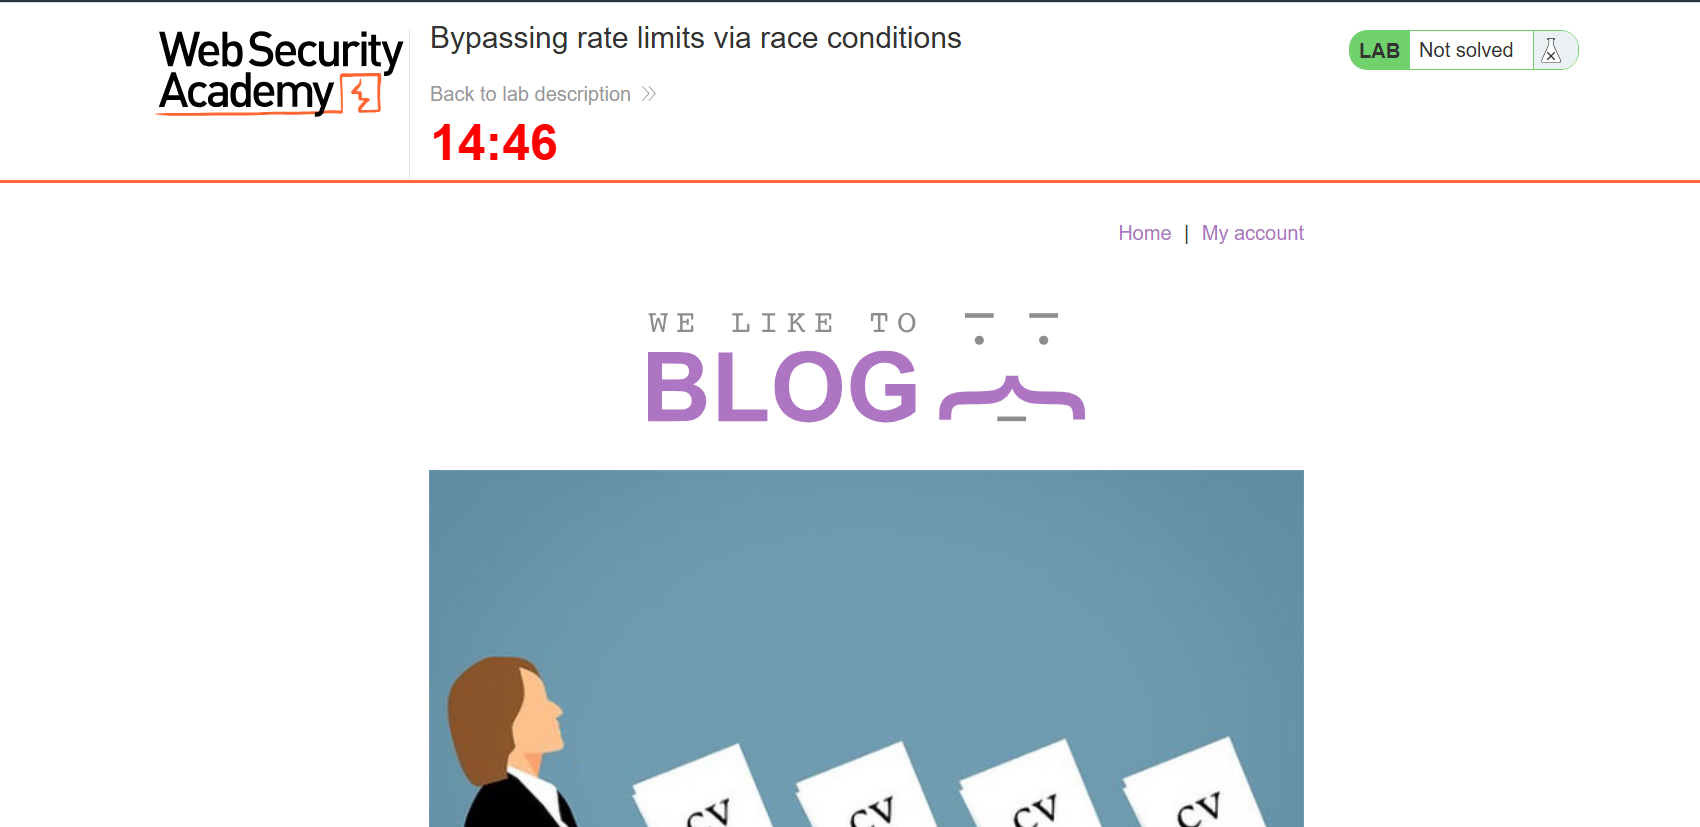 Web Security
Academy
Bypassing rate limits via race conditions
Back to lab description
14:46
LAB Not solved
Home | My account
WE LIKE TO
BLOG
CV CV CV CV